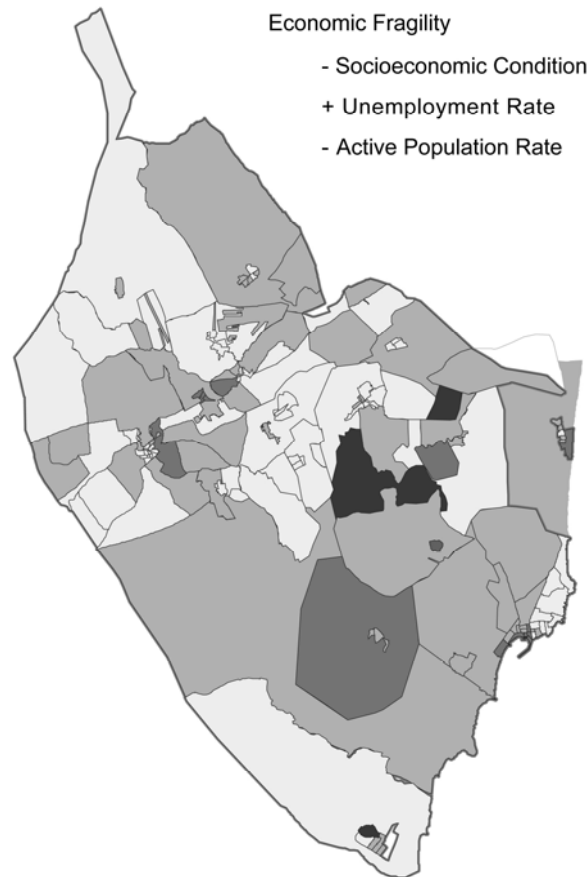 Economic Fragility
- Socioeconomic Condition
+ Unemployment Rate
- Active Population Rate